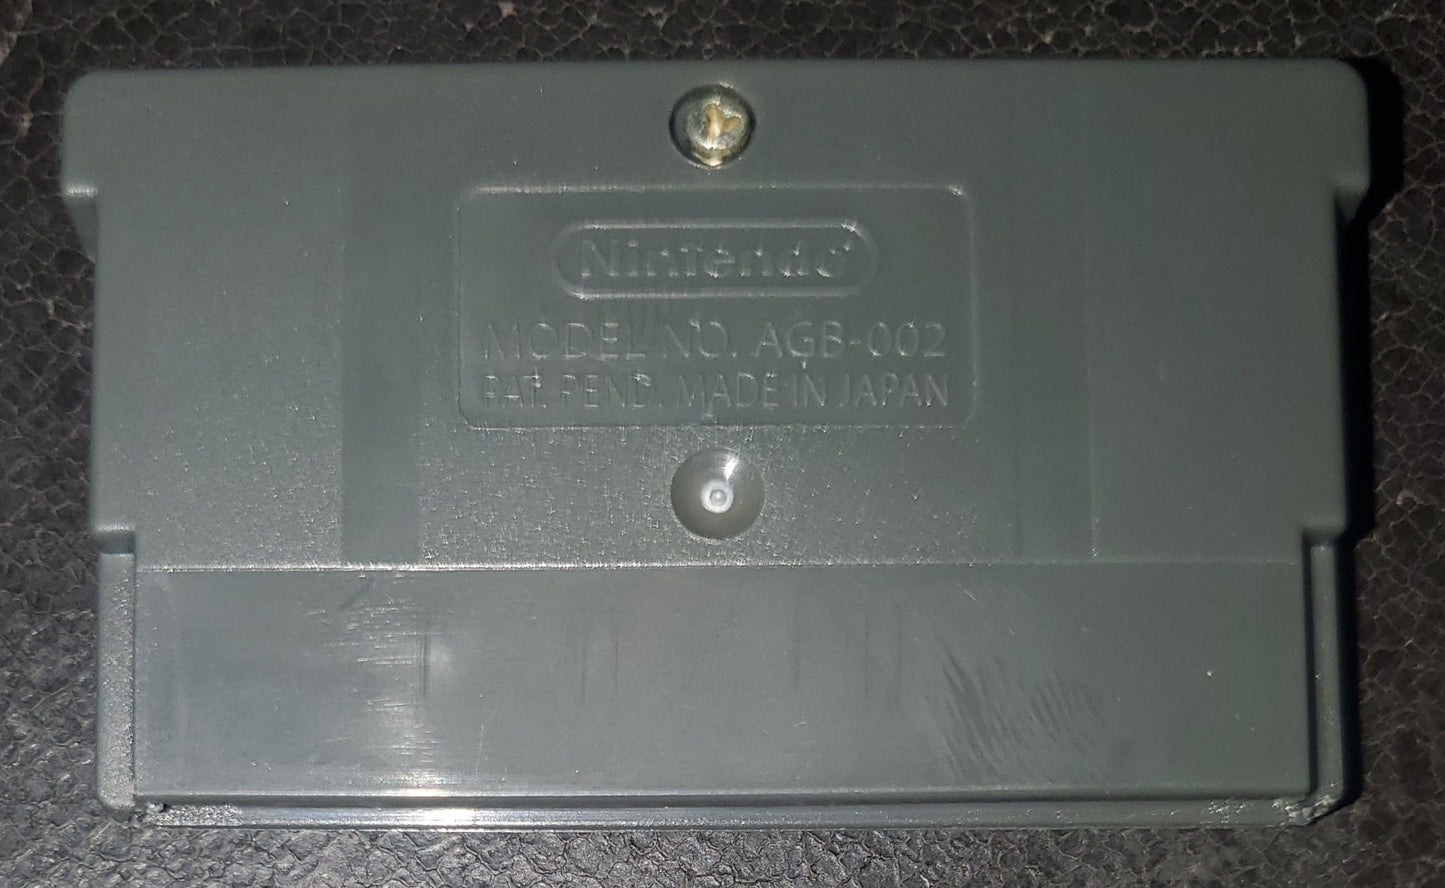 Nintendo
MODEL NO. AGB-002
PAT. PEND. MADE IN JAPAN